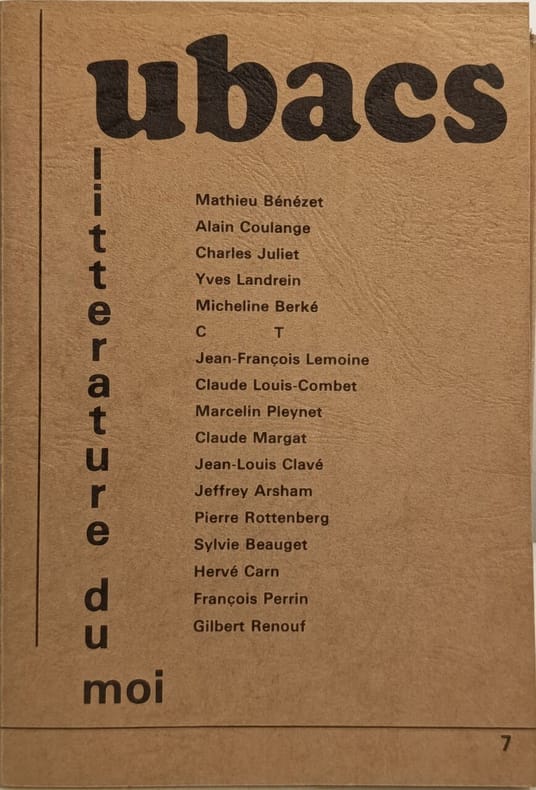 ubacs
litterature
du
moi
Mathieu Bénézet
Alain Coulange
Charles Juliet
Yves Landrein
Micheline Berké
C T
Jean-François Lemoine
Claude Louis-Combet
Marcelin Pleynet
Claude Margat
Jean-Louis Clavé
Jeffrey Arsham
Pierre Rottenberg
Sylvie Beauget
Hervé Carn
François Perrin
Gilbert Renouf
7